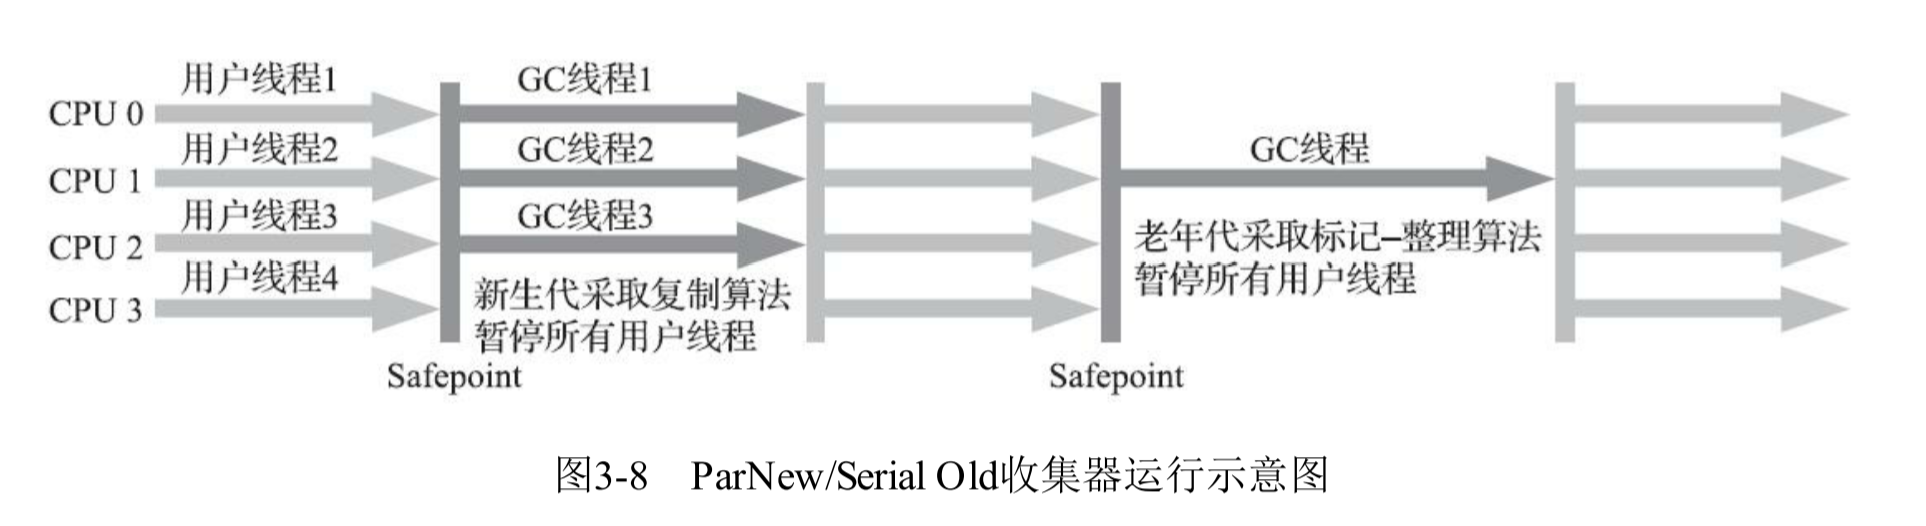 用户线程1
GC线程1
CPU 0
用户线程2
GC线程2
GC线程
CPU 1
用户线程3
GC线程3
CPU 2
老年代采取标记–整理算法
暂停所有用户线程
用户线程4
CPU 3
新生代采取复制算法
暂停所有用户线程
Safepoint
Safepoint
图3-8 ParNew/Serial Old收集器运行示意图